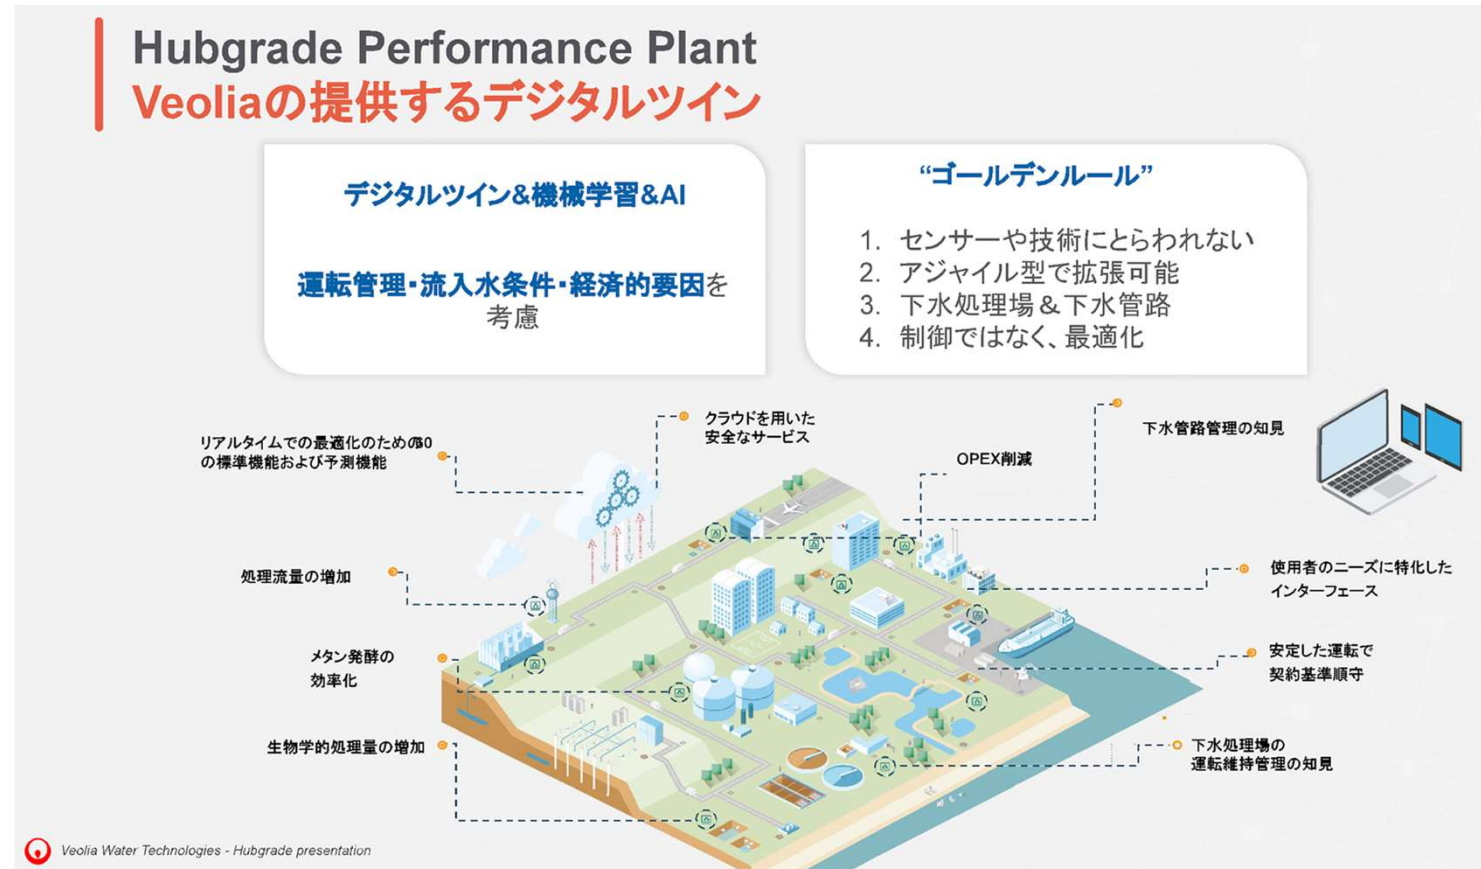 Hubgrade Performance Plant
Veoliaの提供するデジタルツイン
デジタルツイン&機械学習&AI
運転管理・流入水条件・経済的要因を
考慮
“ゴールデンルール”
1. センサーや技術にとらわれない
2. アジャイル型で拡張可能
3. 下水処理場＆下水管路
4. 制御ではなく、最適化
リアルタイムでの最適化のための
の標準機能および予測機能
クラウドを用いた
安全なサービス
OPEX削減
下水管路管理の知見
処理流量の増加
使用者のニーズに特化した
インターフェース
メタン発酵の
効率化
安定した運転で
契約基準順守
生物学的処理量の増加
下水処理場の
運転維持管理の知見
Veolia Water Technologies - Hubgrade presentation